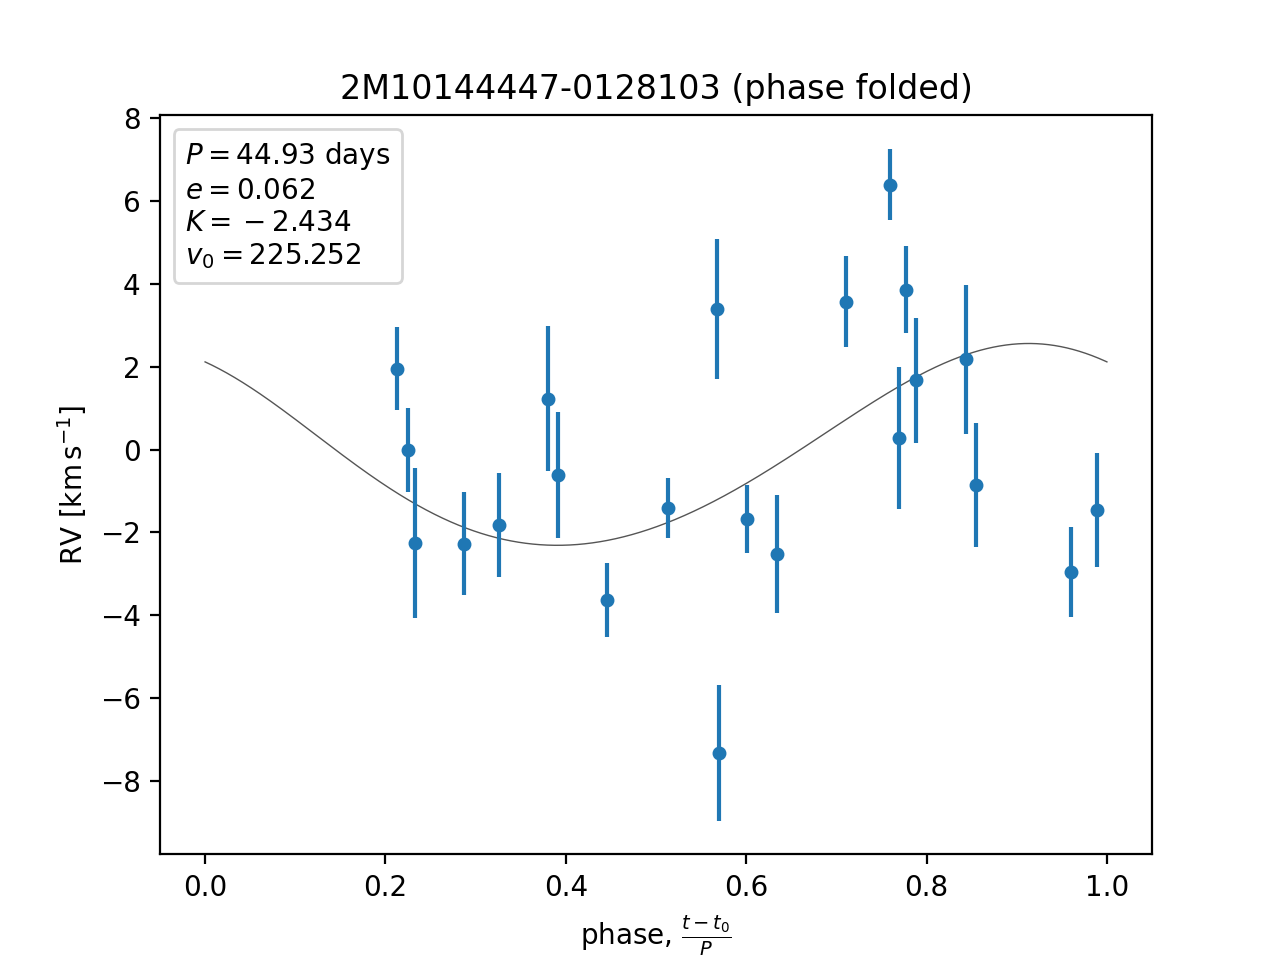 2M10144447-0128103 (phase folded)
P = 44.93 days
e = 0.062
K = −2.434
v₀ = 225.252
8
6
4
2
0
−2
−4
−6
−8
RV [km s⁻¹]
0.0 0.2 0.4 0.6 0.8 1.0
phase, (t − t₀)/P